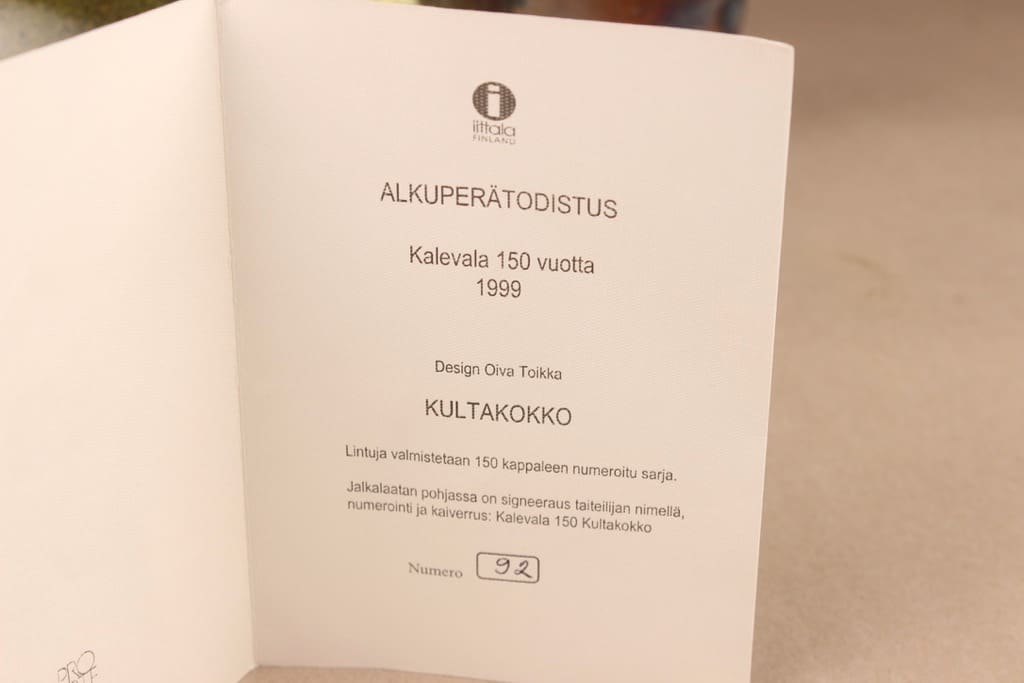 i
iittala
FINLAND
ALKUPERÄTODISTUS
Kalevala 150 vuotta
1999
Design Oiva Toikka
KULTAKOKKO
Lintuja valmistetaan 150 kappaleen numeroitu sarja.
Jalkalaatan pohjassa on signeeraus taiteilijan nimellä,
numerointi ja kaiverrus: Kalevala 150 Kultakokko
Numero 92
PRO